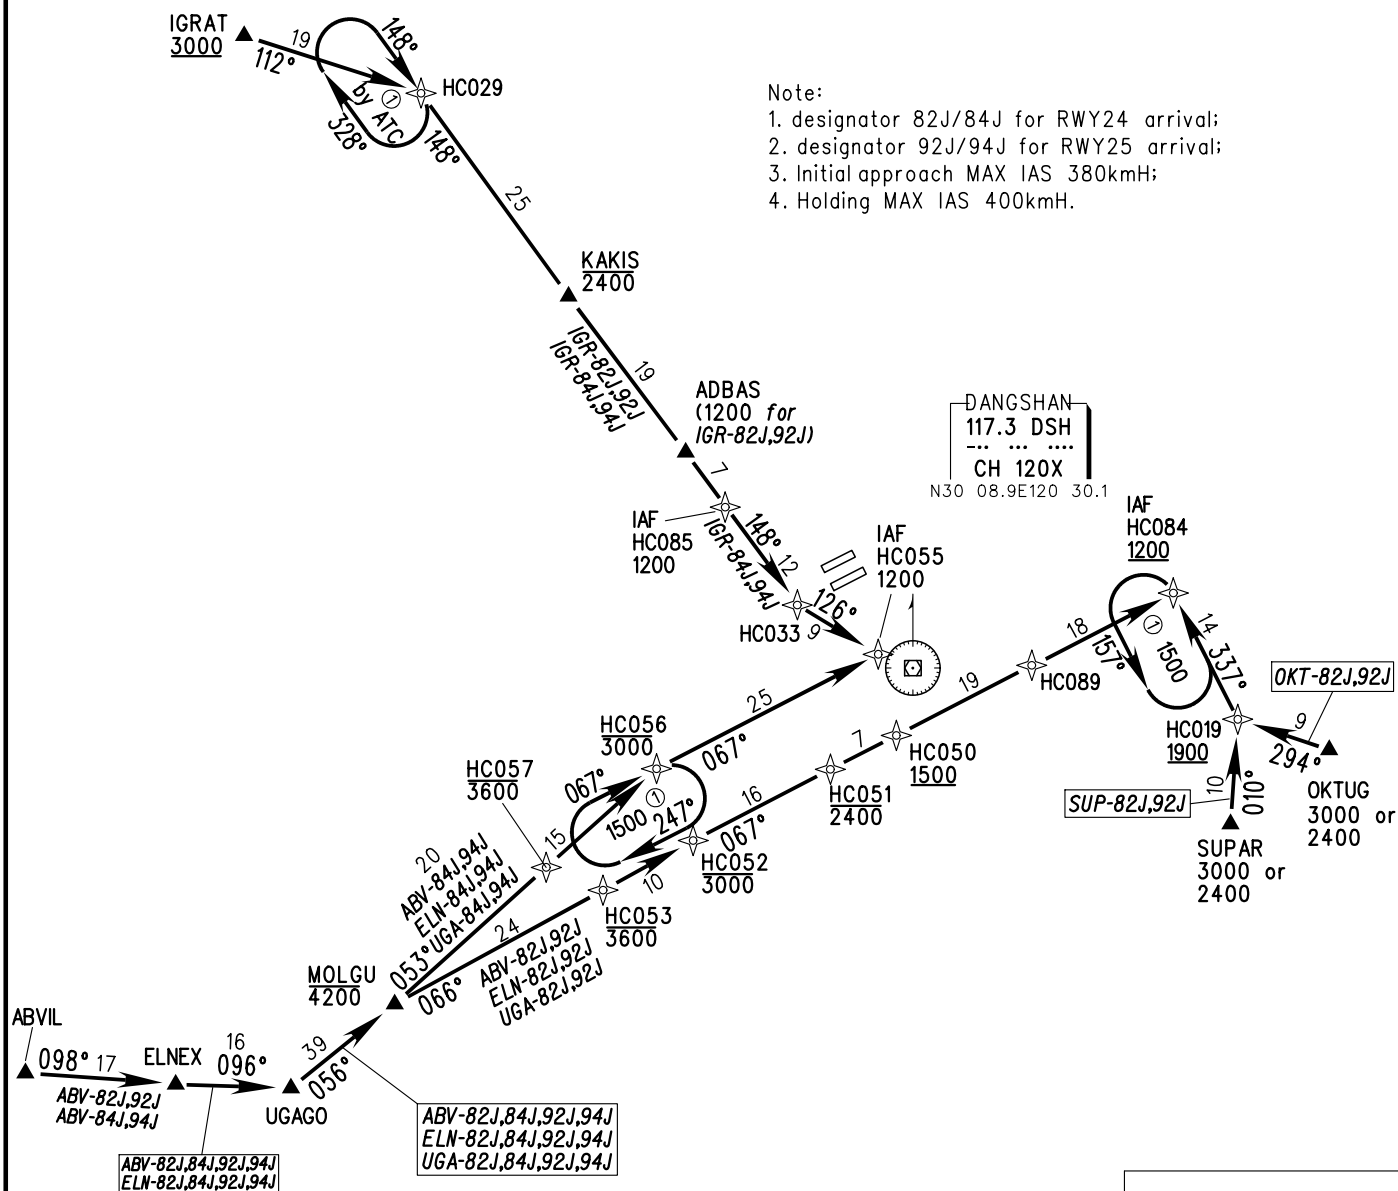 IGRAT
3000
19
112°
148°
HC029
by ATC
1
328°
148°
25
Note:
1. designator 82J/84J for RWY24 arrival;
2. designator 92J/94J for RWY25 arrival;
3. Initial approach MAX IAS 380kmH;
4. Holding MAX IAS 400kmH.
KAKIS
2400
IGR-82J,92J
IGR-84J,94J
19
ADBAS
(1200 for
IGR-82J,92J)
7
DANGSHAN
117.3 DSH
-·· ··· ····
CH 120X
N30 08.9E120 30.1
IAF
HC085
1200
IGR-84J,94J
148°
12
IAF
HC055
1200
IAF
HC084
1200
HC033
126°
9
1
1500
157°
14
337°
18
HC089
19
OKT-82J,92J
9
294°
HC019
1900
OKTUG
3000 or
2400
25
067°
HC056
3000
HC057
3600
067°
1
1500
247°
15
7
HC050
1500
HC051
2400
16
067°
SUP-82J,92J
10
010°
SUPAR
3000 or
2400
HC052
3000
10
HC053
3600
20
ABV-84J,94J
ELN-84J,94J
UGA-84J,94J
053°
24
066°
ABV-82J,92J
ELN-82J,92J
UGA-82J,92J
MOLGU
4200
ABVIL
098° 17
ABV-82J,92J
ABV-84J,94J
ELNEX
16
096°
39
056°
UGAGO
ABV-82J,84J,92J,94J
ELN-82J,84J,92J,94J
UGA-82J,84J,92J,94J
ABV-82J,84J,92J,94J
ELN-82J,84J,92J,94J